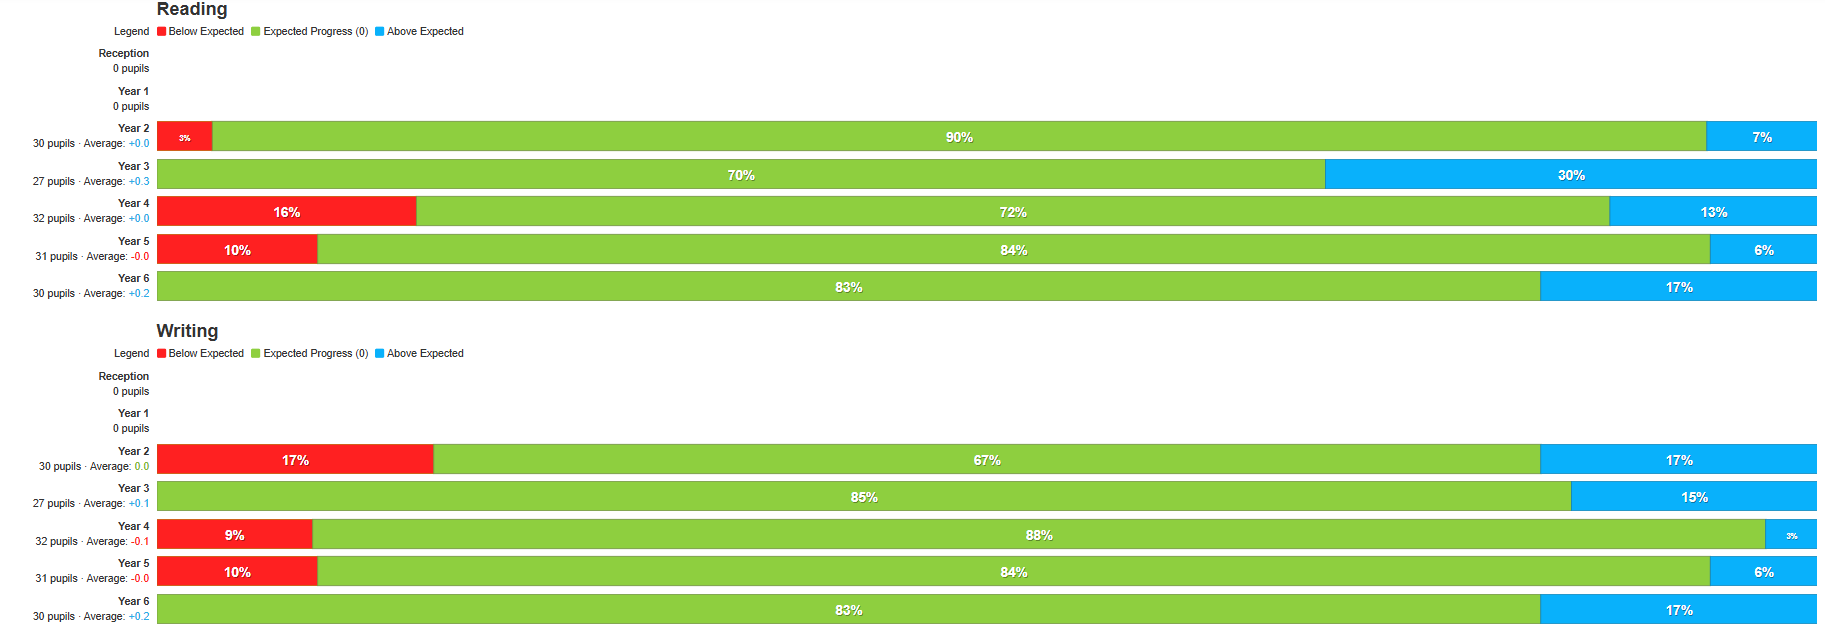 Reading
Legend Below Expected Expected Progress (0) Above Expected
Reception
0 pupils
Year 1
0 pupils
Year 2
30 pupils · Average: +0.0
3% 90% 7%
Year 3
27 pupils · Average: +0.3
70% 30%
Year 4
32 pupils · Average: +0.0
16% 72% 13%
Year 5
31 pupils · Average: -0.0
10% 84% 6%
Year 6
30 pupils · Average: +0.2
83% 17%
Writing
Legend Below Expected Expected Progress (0) Above Expected
Reception
0 pupils
Year 1
0 pupils
Year 2
30 pupils · Average: 0.0
17% 67% 17%
Year 3
27 pupils · Average: +0.1
85% 15%
Year 4
32 pupils · Average: -0.1
9% 88% 3%
Year 5
31 pupils · Average: -0.0
10% 84% 6%
Year 6
30 pupils · Average: +0.2
83% 17%